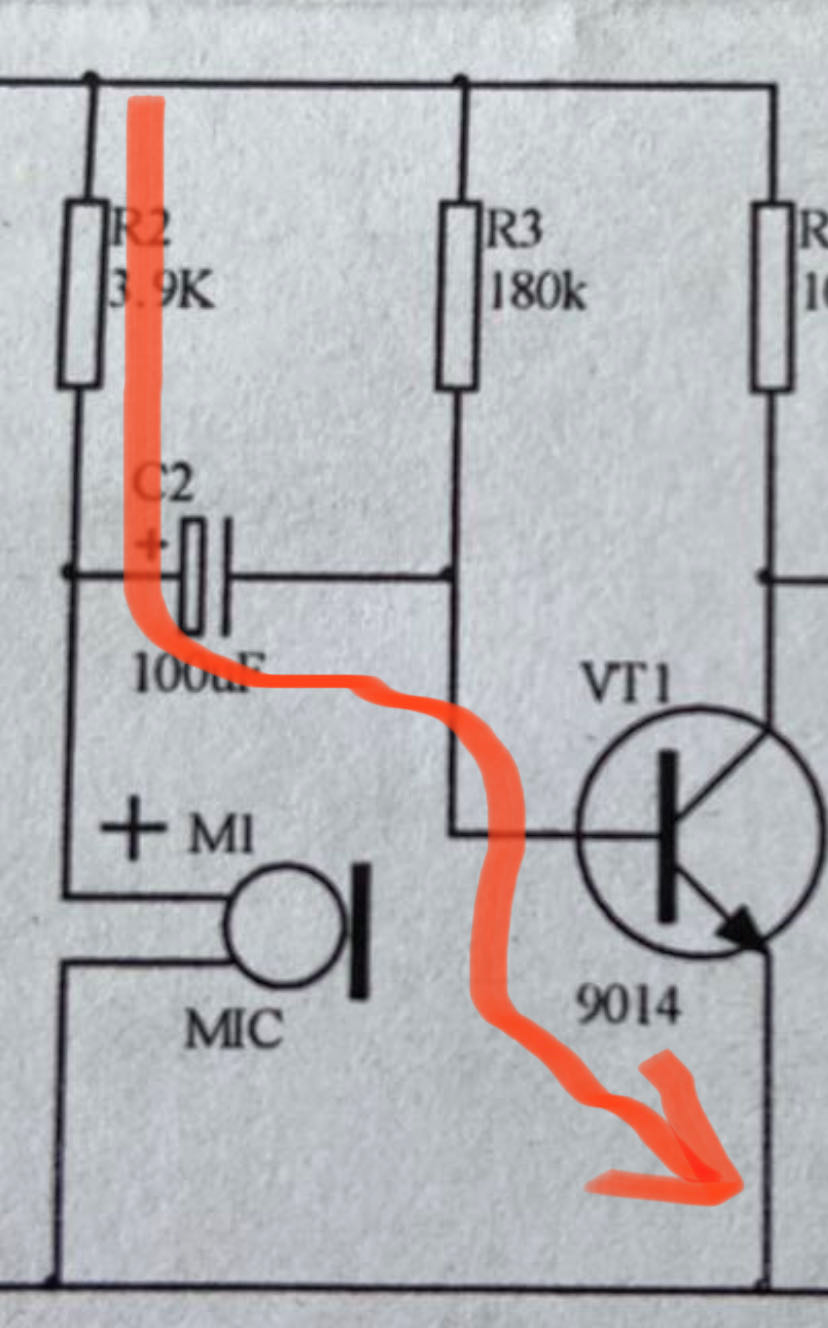 R2
3.9K
R3
180k
R
C2
+
100uF
VT1
+ M1
9014
MIC